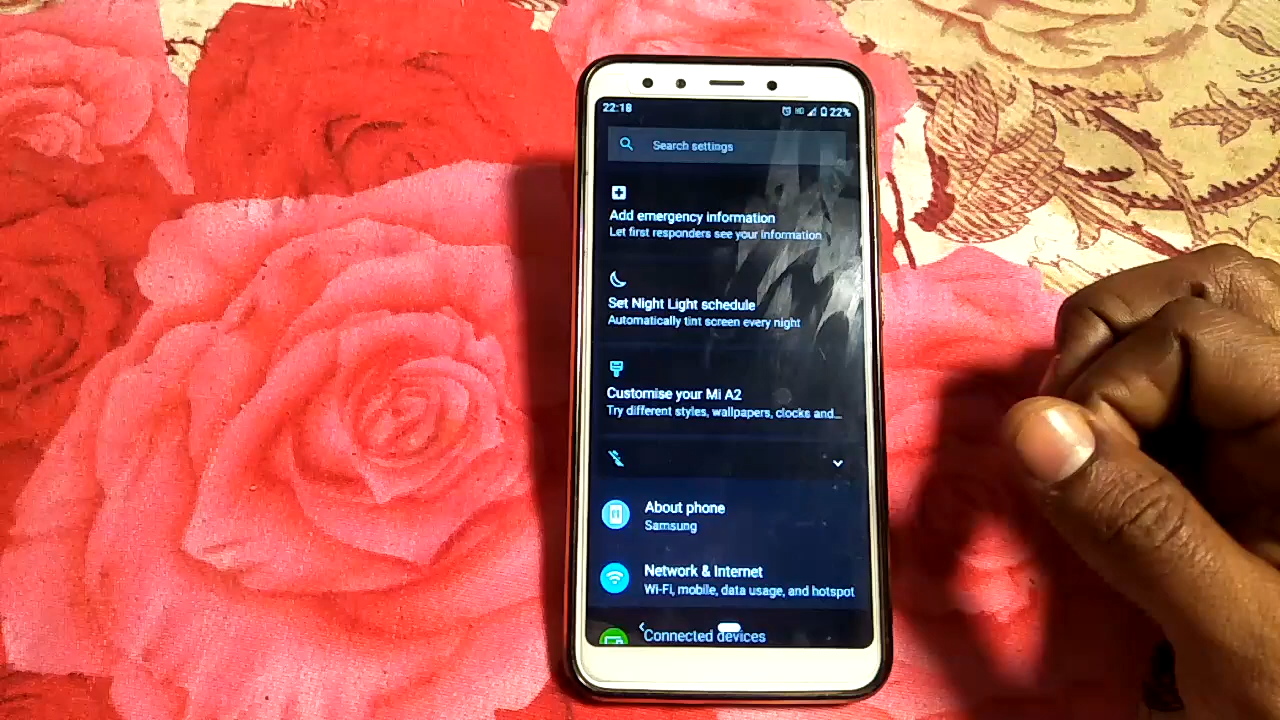 22:18
22%
Search settings
Add emergency information
Let first responders see your information
Set Night Light schedule
Automatically tint screen every night
Customise your Mi A2
Try different styles, wallpapers, clocks and...
About phone
Samsung
Network & Internet
Wi-Fi, mobile, data usage, and hotspot
Connected devices